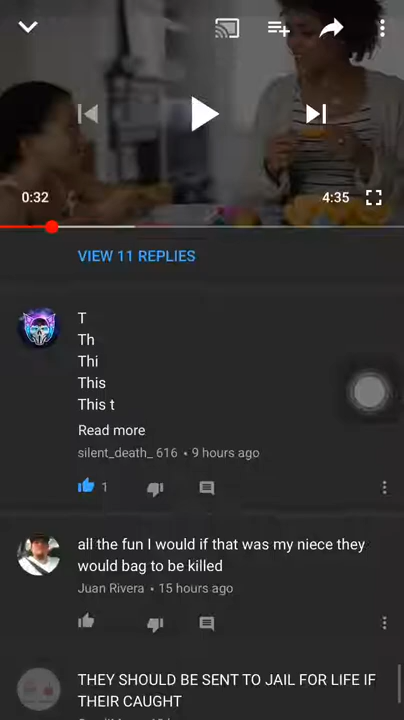 0:32
4:35
VIEW 11 REPLIES
T
Th
Thi
This
This t
Read more
silent_death_ 616 • 9 hours ago
1
all the fun I would if that was my niece they
would bag to be killed
Juan Rivera • 15 hours ago
THEY SHOULD BE SENT TO JAIL FOR LIFE IF
THEIR CAUGHT